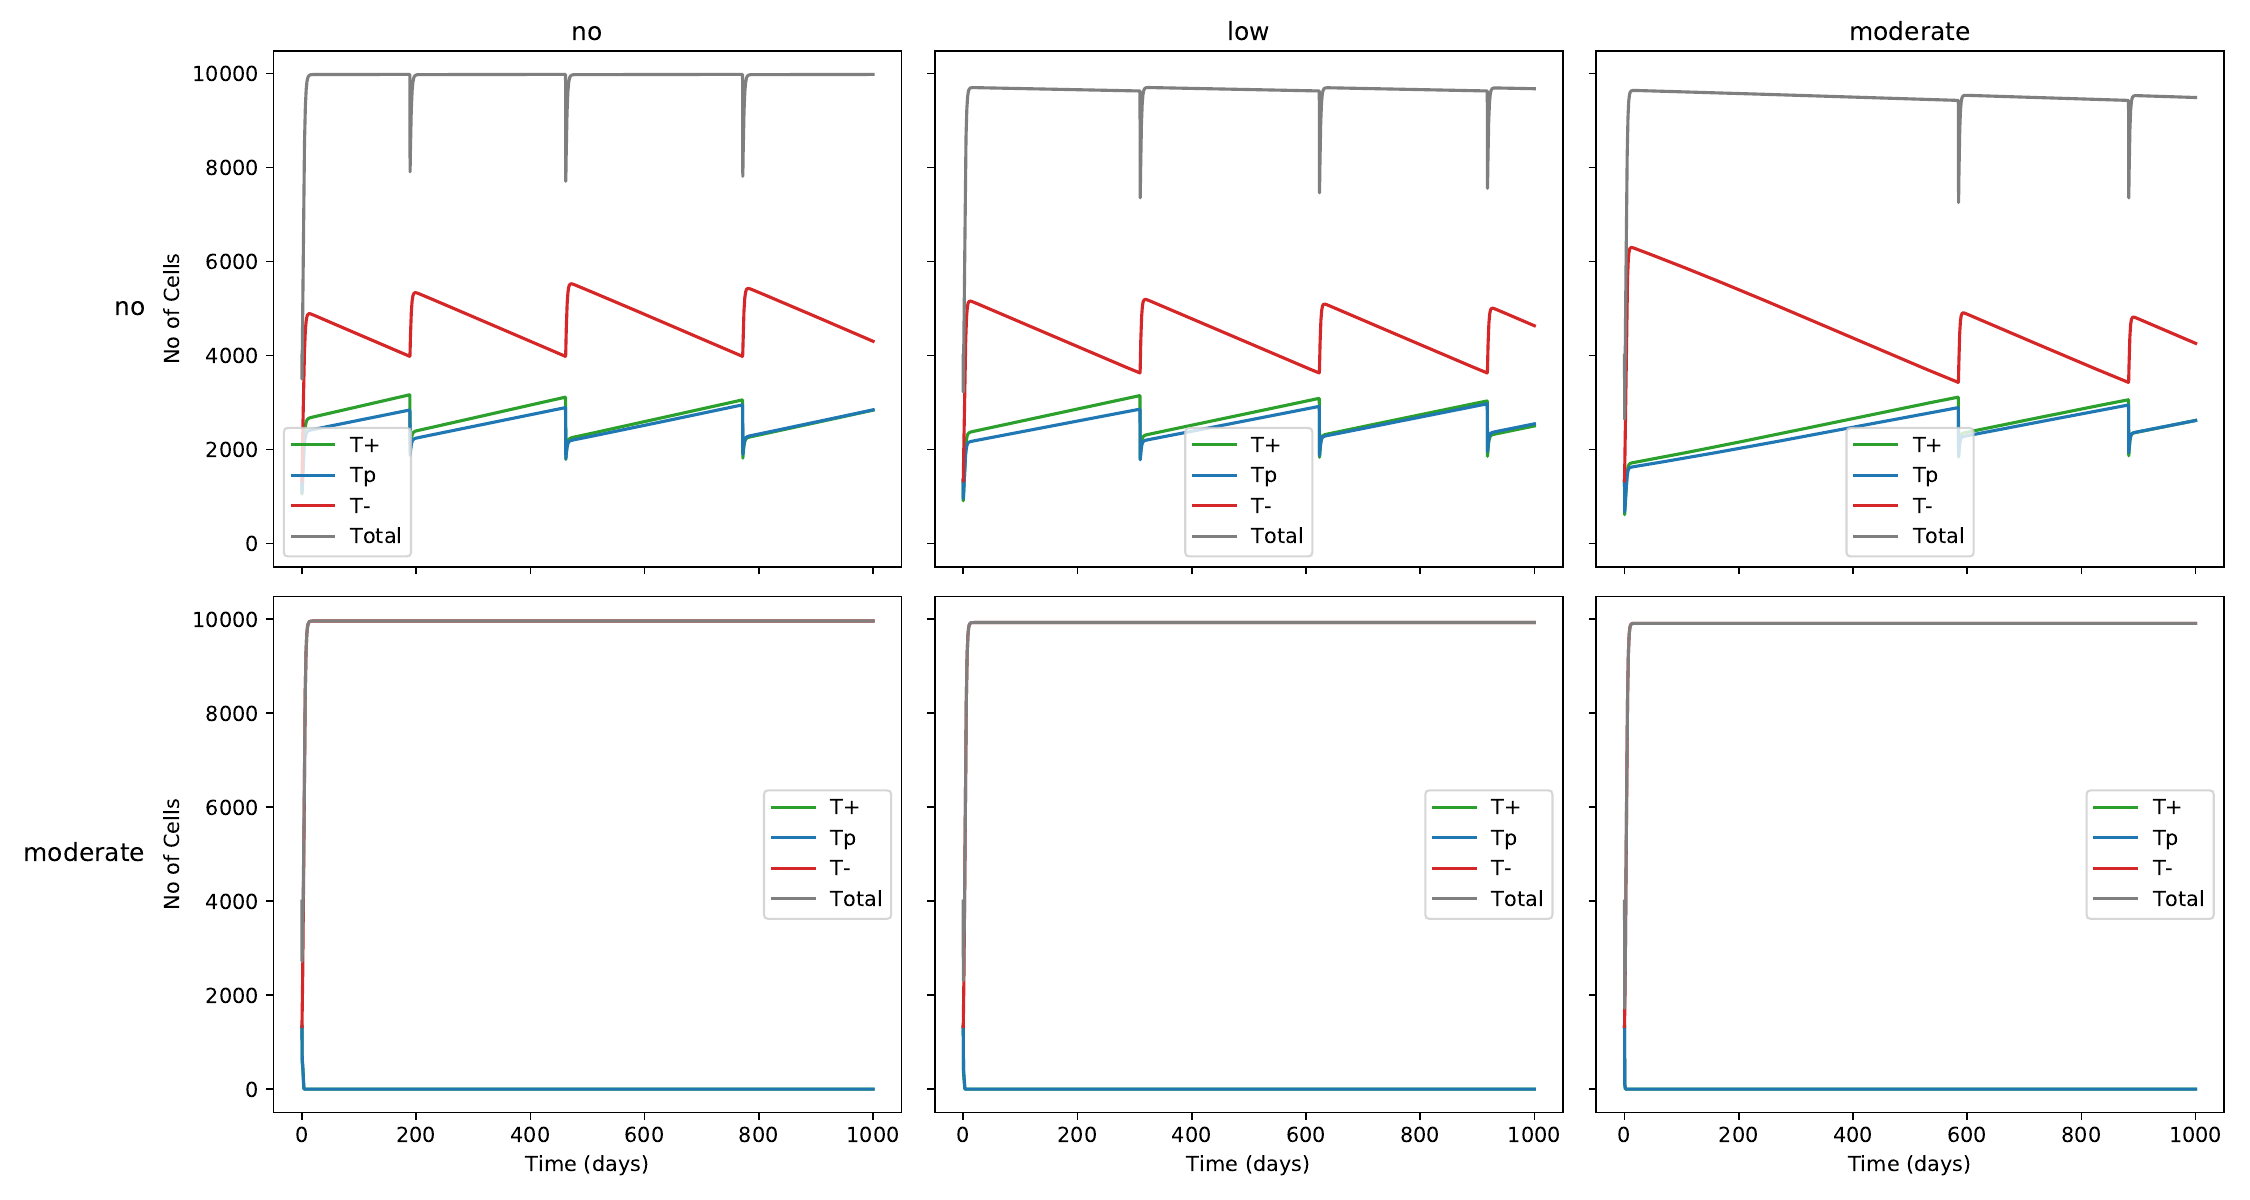 no low moderate
10000
8000
6000
4000
2000
0
No of Cells
no
T+
Tp
T-
Total
T+
Tp
T-
Total
T+
Tp
T-
Total
10000
8000
6000
4000
2000
0
No of Cells
moderate
T+
Tp
T-
Total
T+
Tp
T-
Total
T+
Tp
T-
Total
0 200 400 600 800 1000 0 200 400 600 800 1000 0 200 400 600 800 1000
Time (days) Time (days) Time (days)